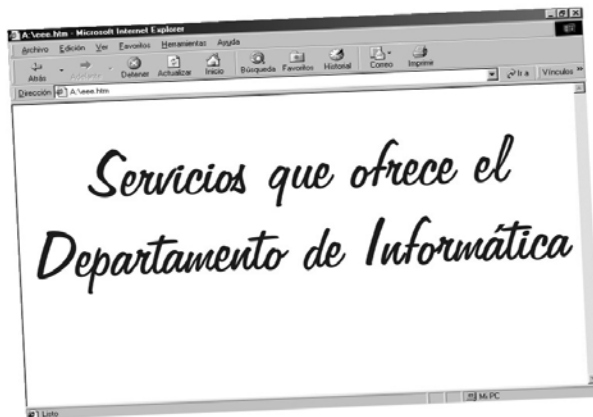 A:\eee.htm - Microsoft Internet Explorer
Archivo Edición Ver Favoritos Herramientas Ayuda
Atrás Adelante Detener Actualizar Inicio Búsqueda Favoritos Historial Correo Imprimir
Dirección A:\eee.htm Ir a Vínculos »
Servicios que ofrece el
Departamento de Informática
Listo Mi PC